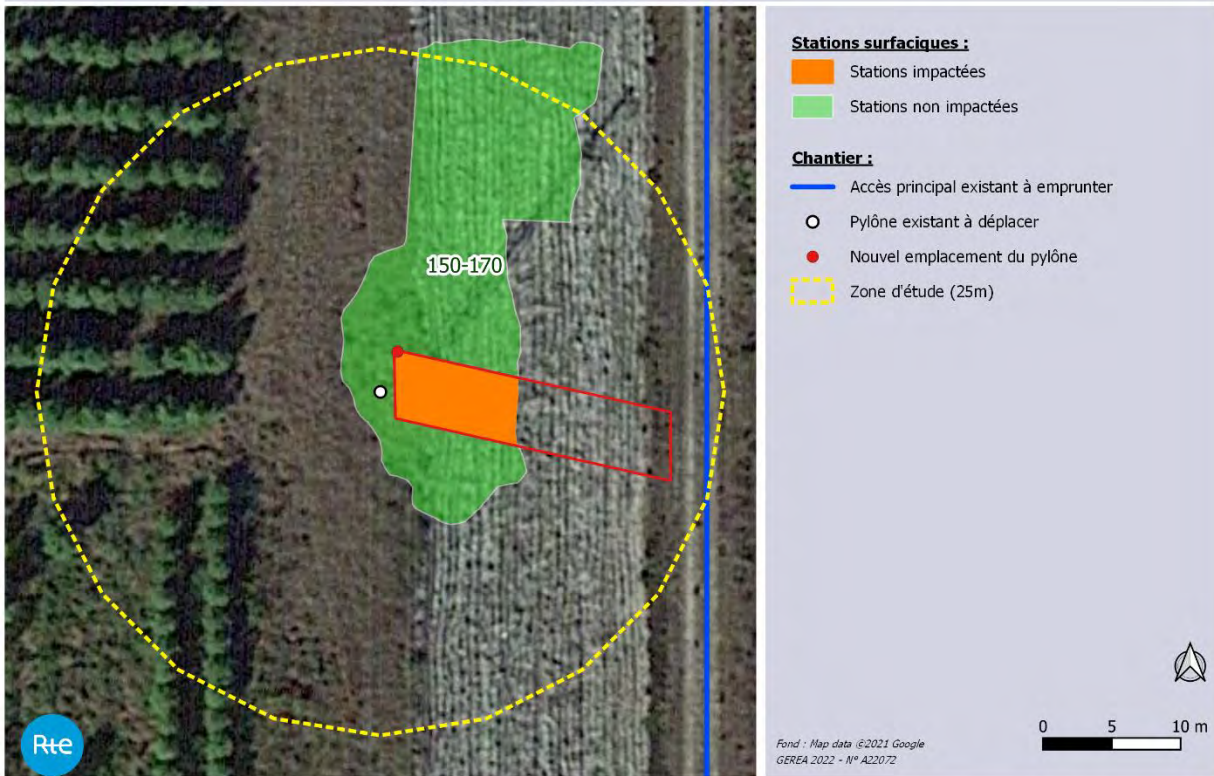 150-170
Rte
Stations surfaciques :
Stations impactées
Stations non impactées
Chantier :
Accès principal existant à emprunter
Pylône existant à déplacer
Nouvel emplacement du pylône
Zone d'étude (25m)
0 5 10 m
Fond : Map data ©2021 Google
GEREA 2022 - N° A22072